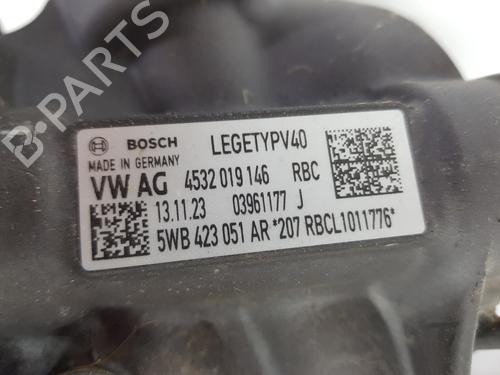 BOSCH LEGETYPV40
MADE IN GERMANY
VW AG 4532 019 146 RBC
13.11.23 03961177 J
5WB 423 051 AR *207 RBCL1011776*